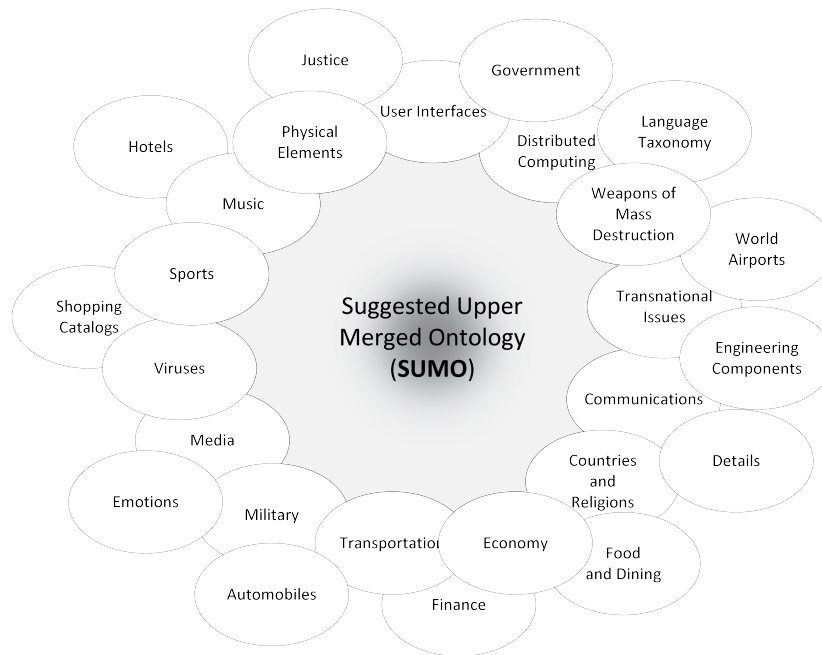 Justice
Government
User Interfaces
Language
Taxonomy
Physical
Elements
Distributed
Computing
Hotels
Weapons of
Mass
Destruction
Music
World
Airports
Sports
Transnational
Issues
Shopping
Catalogs
Suggested Upper
Merged Ontology
(SUMO)
Engineering
Components
Viruses
Communications
Media
Countries
and
Religions
Details
Emotions
Military
Transportation
Economy
Food
and Dining
Automobiles
Finance